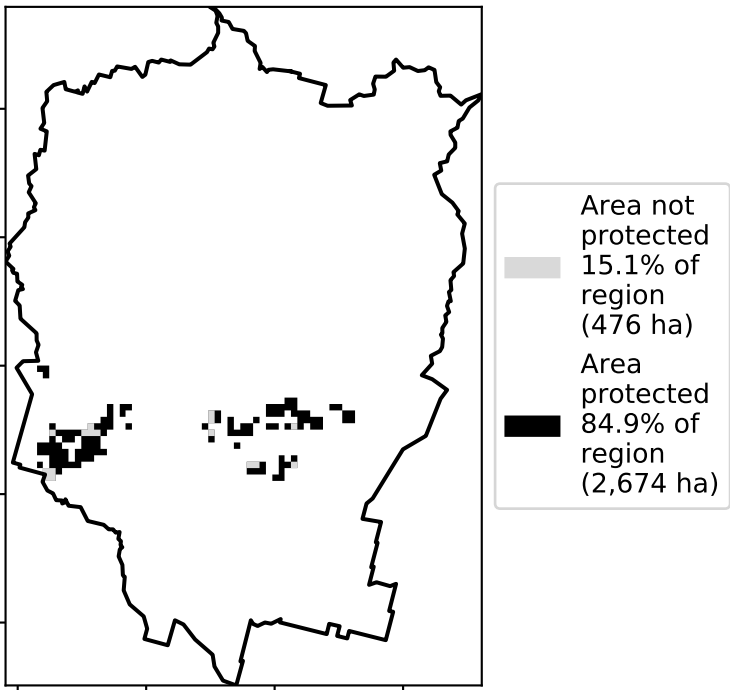 Area not
protected
15.1% of
region
(476 ha)
Area
protected
84.9% of
region
(2,674 ha)